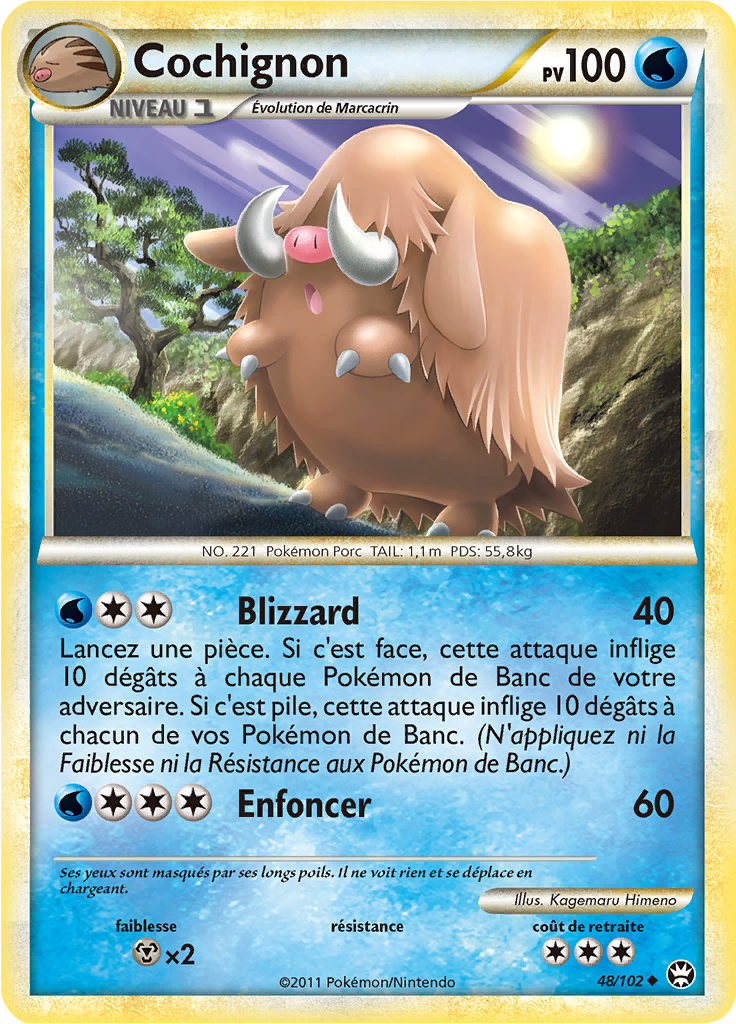 Cochignon
PV100
NIVEAU 1
Évolution de Marcacrin
NO. 221 Pokémon Porc TAIL: 1,1m PDS: 55,8kg
Blizzard 40
Lancez une pièce. Si c'est face, cette attaque inflige
10 dégâts à chaque Pokémon de Banc de votre
adversaire. Si c'est pile, cette attaque inflige 10 dégâts à
chacun de vos Pokémon de Banc. (N'appliquez ni la
Faiblesse ni la Résistance aux Pokémon de Banc.)
Enfoncer 60
Ses yeux sont masqués par ses longs poils. Il ne voit rien et se déplace en
chargeant.
Illus. Kagemaru Himeno
faiblesse résistance coût de retraite
×2
©2011 Pokémon/Nintendo
48/102